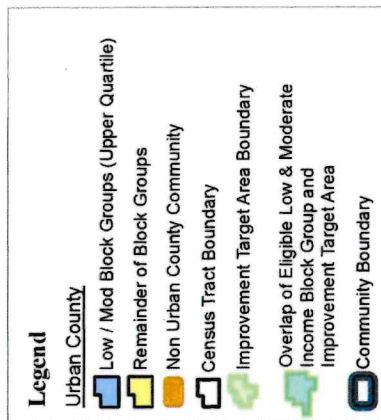 Legend
Urban County
Low / Mod Block Groups (Upper Quartile)
Remainder of Block Groups
Non Urban County Community
Census Tract Boundary
Improvement Target Area Boundary
Overlap of Eligible Low & Moderate
Income Block Group and
Improvement Target Area
Community Boundary